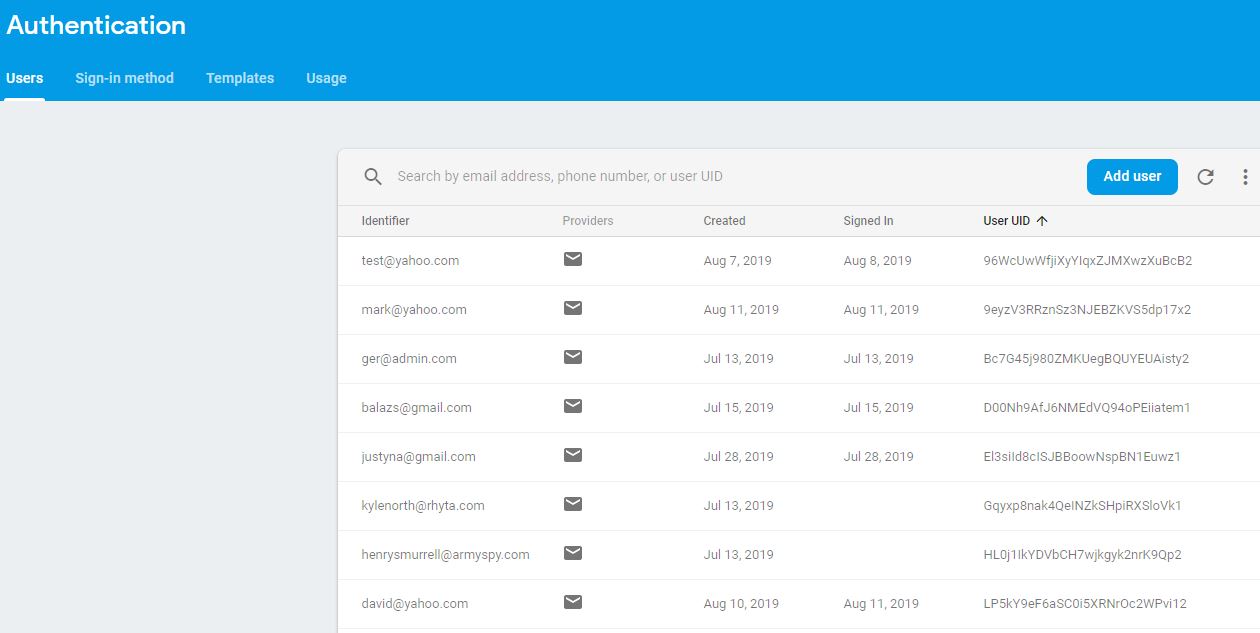 Authentication
Users Sign-in method Templates Usage
Search by email address, phone number, or user UID Add user
Identifier Providers Created Signed In User UID
test@yahoo.com Aug 7, 2019 Aug 8, 2019 96WcUwWfjiXyYIqxZJMXwzXuBcB2
mark@yahoo.com Aug 11, 2019 Aug 11, 2019 9eyzV3RRznSz3NJEBZKVS5dp17x2
ger@admin.com Jul 13, 2019 Jul 13, 2019 Bc7G45j980ZMKUegBQUYEUAisty2
balazs@gmail.com Jul 15, 2019 Jul 15, 2019 D00Nh9AfJ6NMEdVQ94oPEiiatem1
justyna@gmail.com Jul 28, 2019 Jul 28, 2019 El3siId8cISJBBoowNspBN1Euwz1
kylenorth@rhyta.com Jul 13, 2019 Gqyxp8nak4QeINZkSHpiRXSloVk1
henrysmurrell@armyspy.com Jul 13, 2019 HL0j1IkYDVbCH7wjkgyk2nrK9Qp2
david@yahoo.com Aug 10, 2019 Aug 11, 2019 LP5kY9eF6aSC0i5XRNrOc2WPvi12